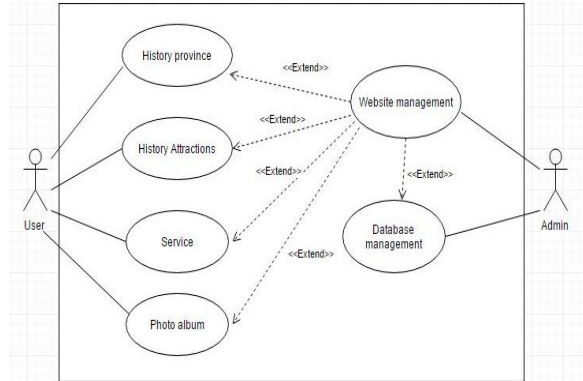 History province
<<Extend>>
Website management
<<Extend>>
History Attractions
<<Extend>>
<<Extend>>
User
Admin
Service
Database
management
<<Extend>>
Photo album